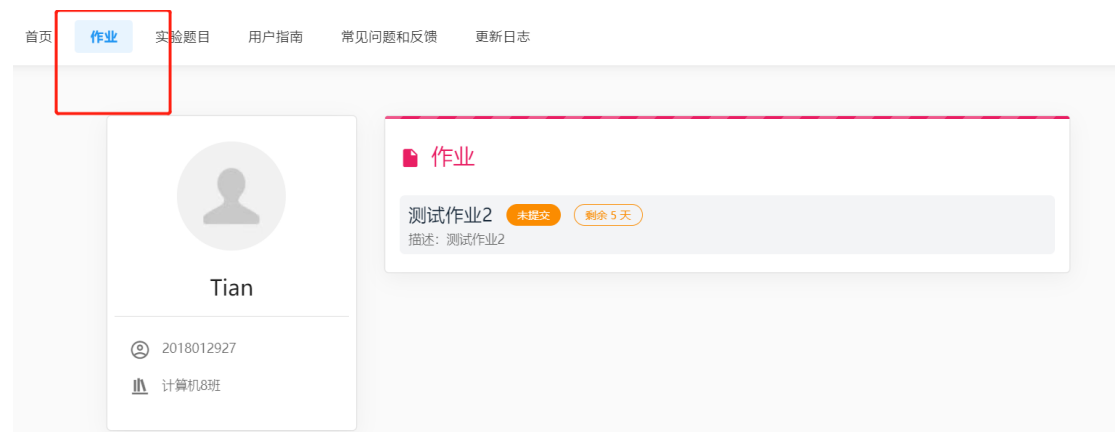 首页 作业 实验题目 用户指南 常见问题和反馈 更新日志
作业
测试作业2 未提交 剩余 5 天
描述：测试作业2
Tian
2018012927
计算机8班